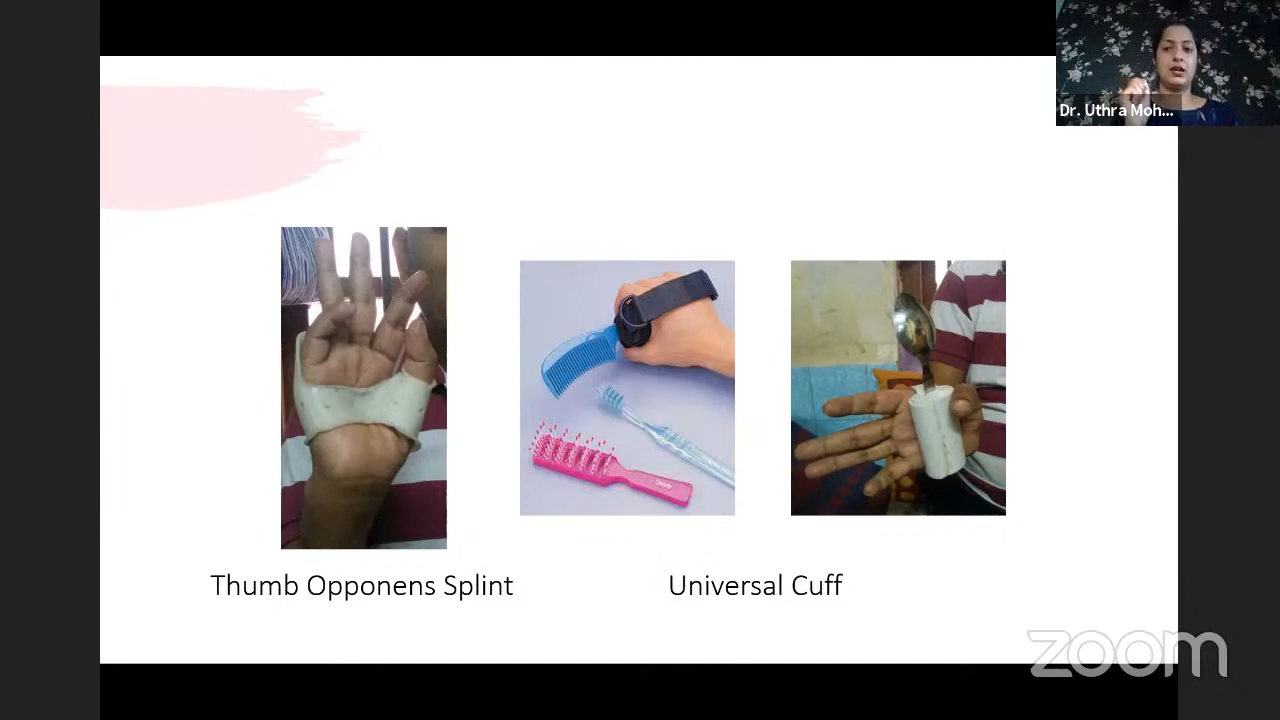 Dr. Uthra Moh...
Thumb Opponens Splint
Universal Cuff
zoom